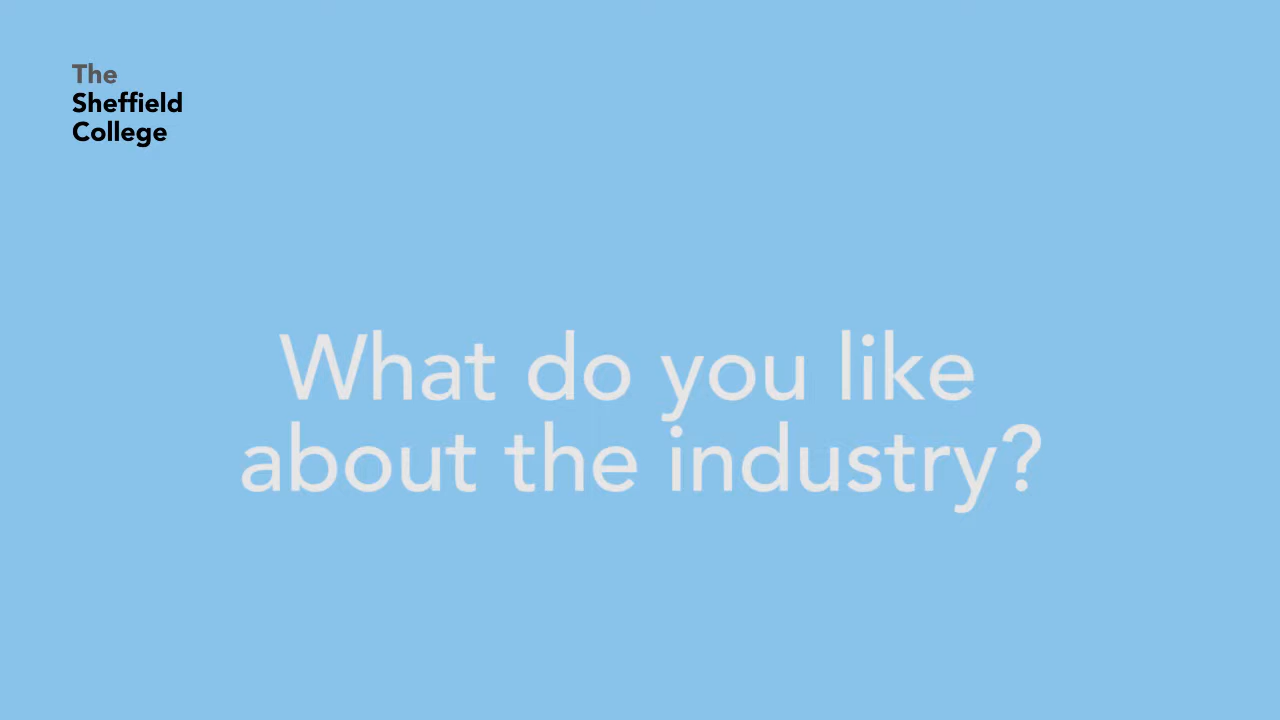 The
Sheffield
College
What do you like
about the industry?